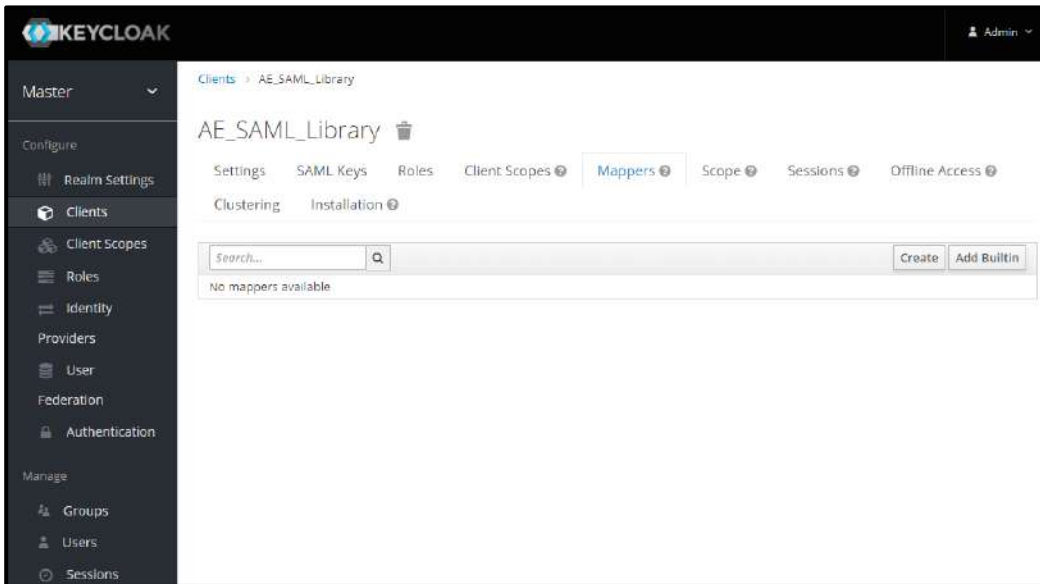 KEYCLOAK
Admin
Master
Clients > AE_SAML_Library
AE_SAML_Library
Configure
Realm Settings
Clients
Client Scopes
Roles
Identity
Providers
User
Federation
Authentication
Manage
Groups
Users
Sessions
Settings SAML Keys Roles Client Scopes Mappers Scope Sessions Offline Access
Clustering Installation
Search...
Create Add Builtin
No mappers available